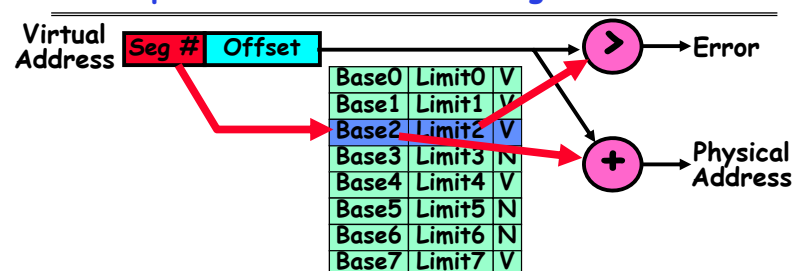 Virtual
Address
Seg # Offset
> Error
Base0 Limit0 V
Base1 Limit1 V
Base2 Limit2 V
Base3 Limit3 N
+ Physical
Address
Base4 Limit4 V
Base5 Limit5 N
Base6 Limit6 N
Base7 Limit7 V